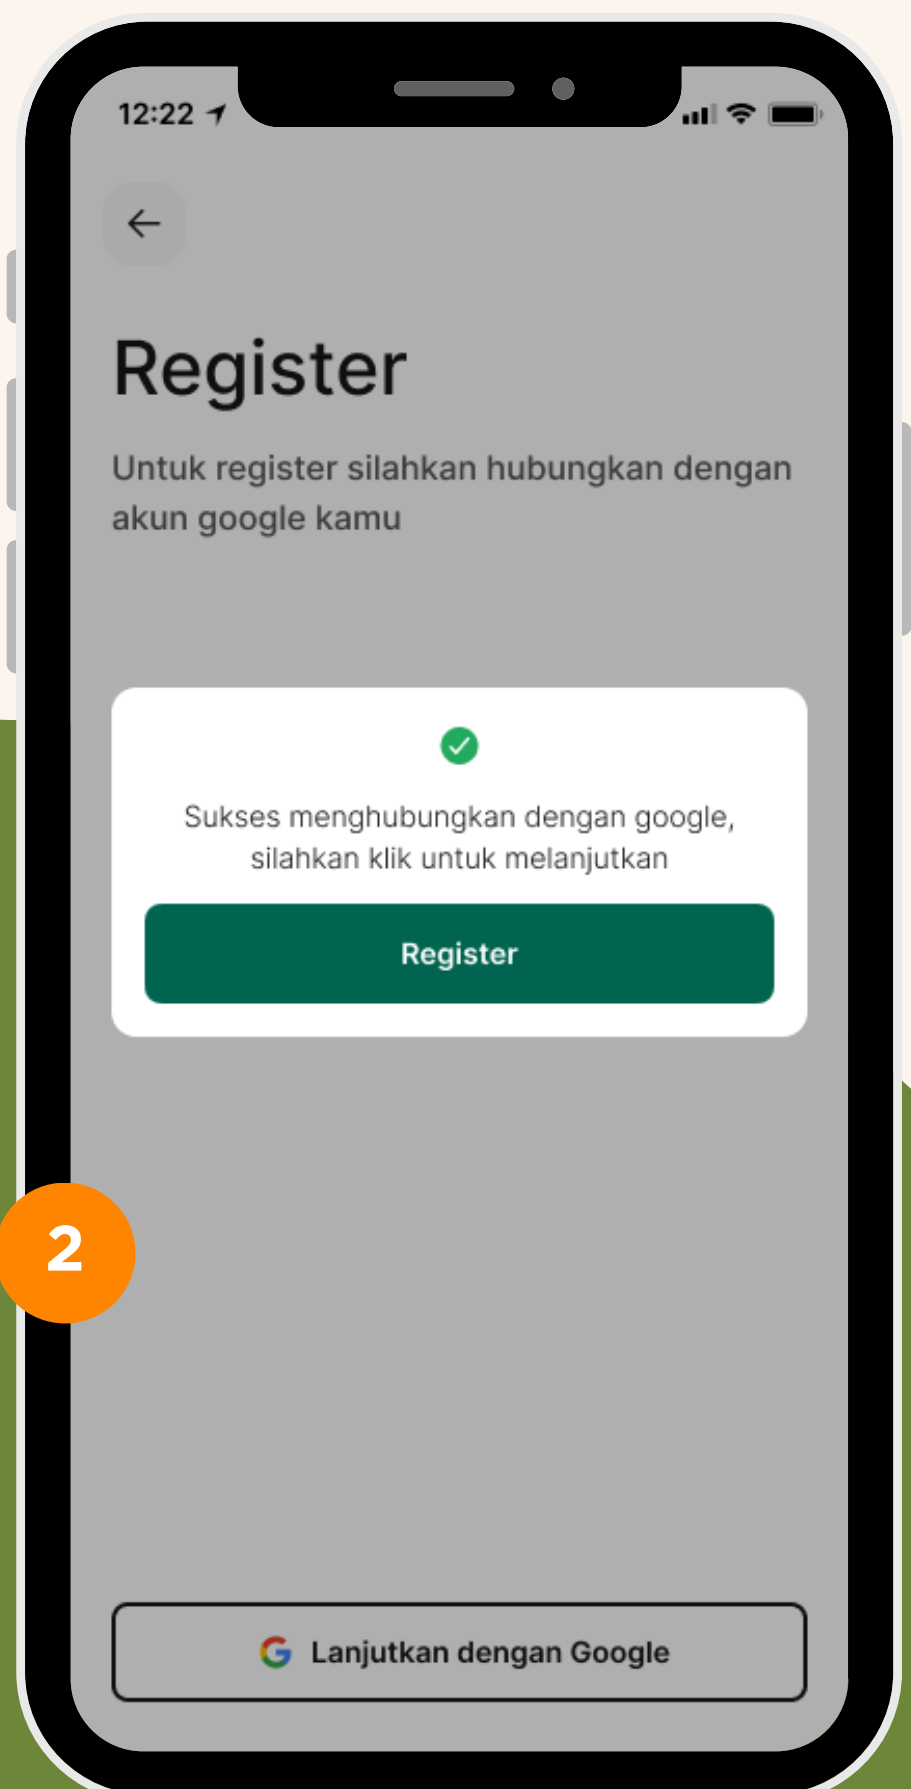 12:22
Register
Untuk register silahkan hubungkan dengan
akun google kamu
Sukses menghubungkan dengan google,
silahkan klik untuk melanjutkan
Register
2
Lanjutkan dengan Google